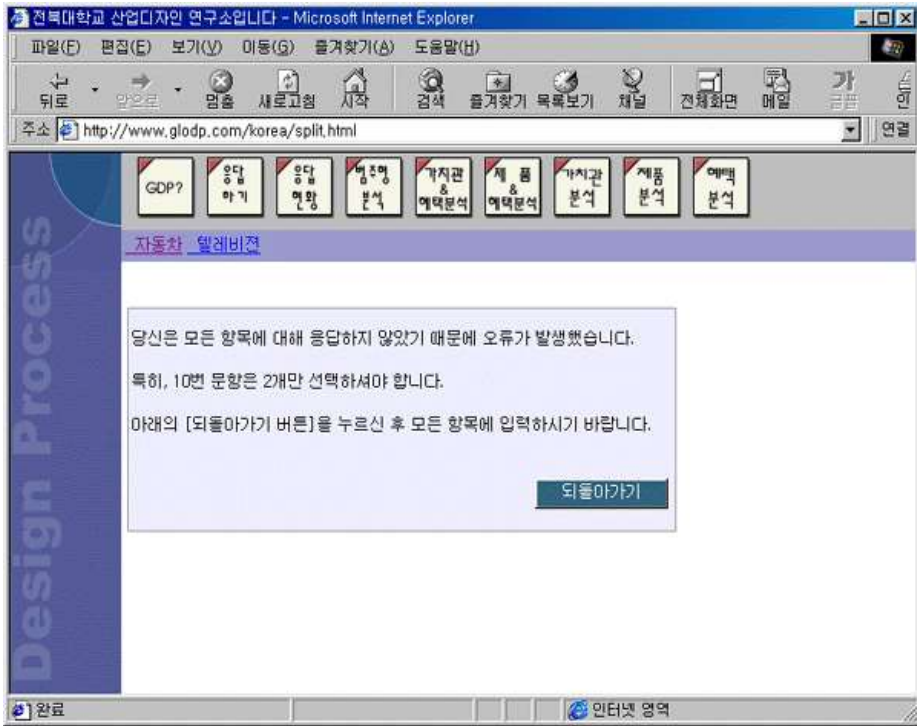 전북대학교 산업디자인 연구소입니다 - Microsoft Internet Explorer
파일(F) 편집(E) 보기(V) 이동(G) 즐겨찾기(A) 도움말(H)
뒤로 앞으로 멈춤 새로고침 시작 검색 즐겨찾기 목록보기 채널 전체화면 메일 글꼴 인
주소 http://www.glodp.com/korea/split.html 연결
GDP?
응답
하기
응답
현황
범주명
분석
가치관
&
예택분석
제 품
&
예택분석
가치관
분석
제품
분석
예택
분석
자동차 텔레비젼
Design Process
당신은 모든 항목에 대해 응답하지 않았기 때문에 오류가 발생했습니다.
특히, 10번 문항은 2개만 선택하셔야 합니다.
아래의 [되돌아가기 버튼]을 누르신 후 모든 항목에 입력하시기 바랍니다.
되돌아가기
완료 인터넷 영역